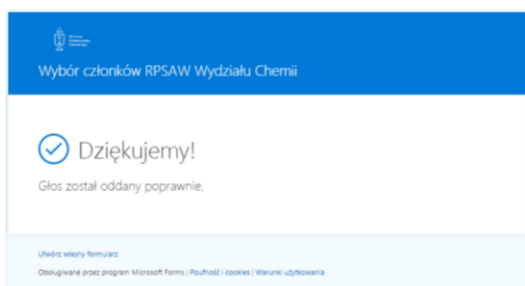 Wybór członków RPSAW Wydziału Chemii
Dziękujemy!
Głos został oddany poprawnie.
Utwórz własny formularz
Obsługiwane przez program Microsoft Forms | Poufność i cookies | Warunki użytkowania